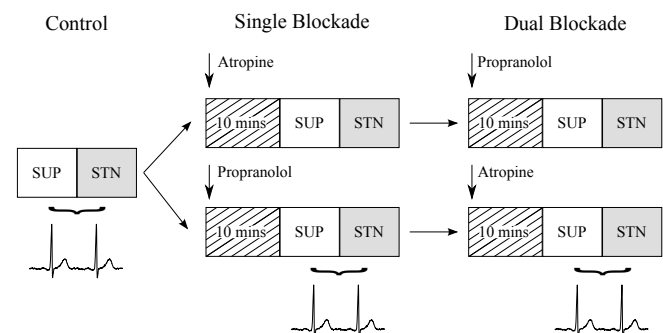 Control
Single Blockade
Dual Blockade
Atropine
Propranolol
10 mins SUP STN
10 mins SUP STN
SUP STN
Propranolol
Atropine
10 mins SUP STN
10 mins SUP STN